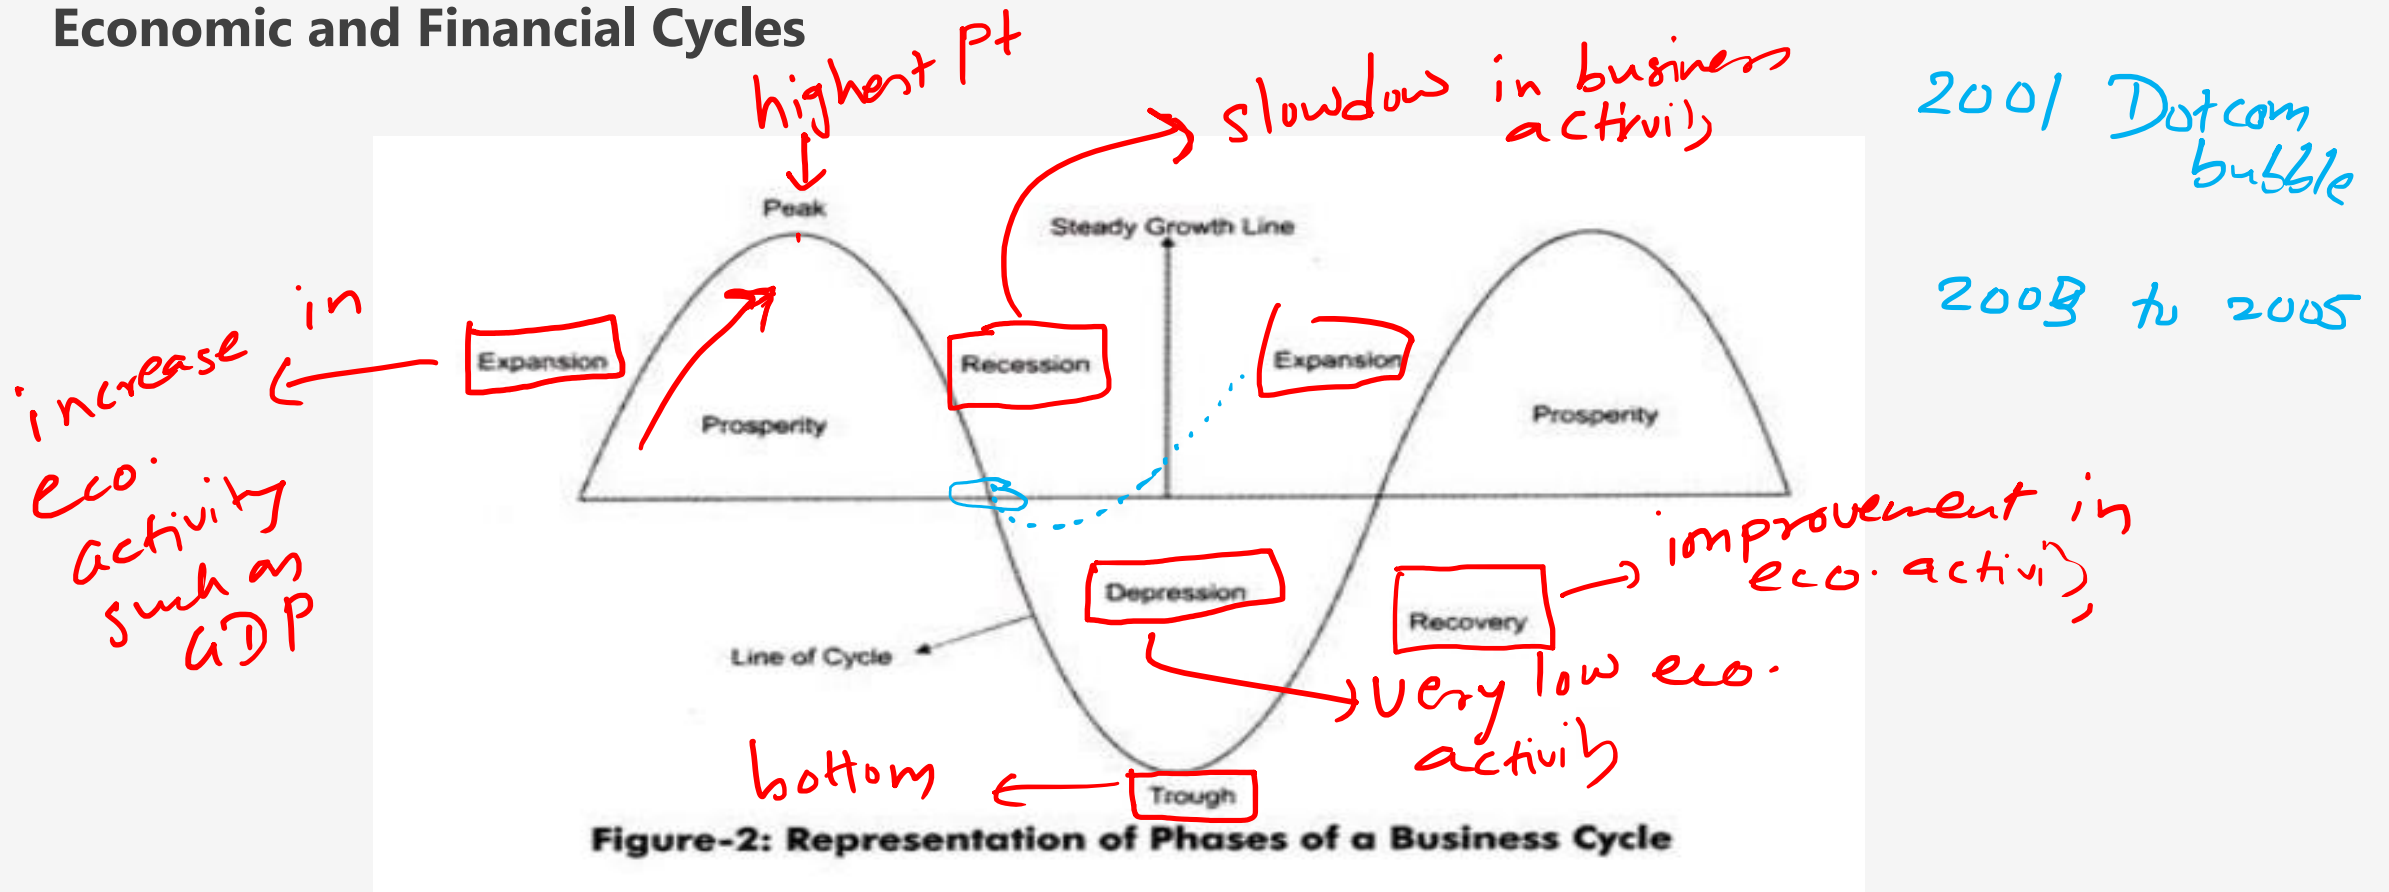 Economic and Financial Cycles
highest pt
slowdow in business
activity
2001 Dotcom
bubble
Peak
Steady Growth Line
2003 to 2005
increase in
eco.
activity
such as
GDP
Expansion
Recession
Expansion
Prosperity
Prosperity
improvement in
eco. activity
Depression
Recovery
Line of Cycle
very low eco.
activity
bottom
Trough
Figure-2: Representation of Phases of a Business Cycle